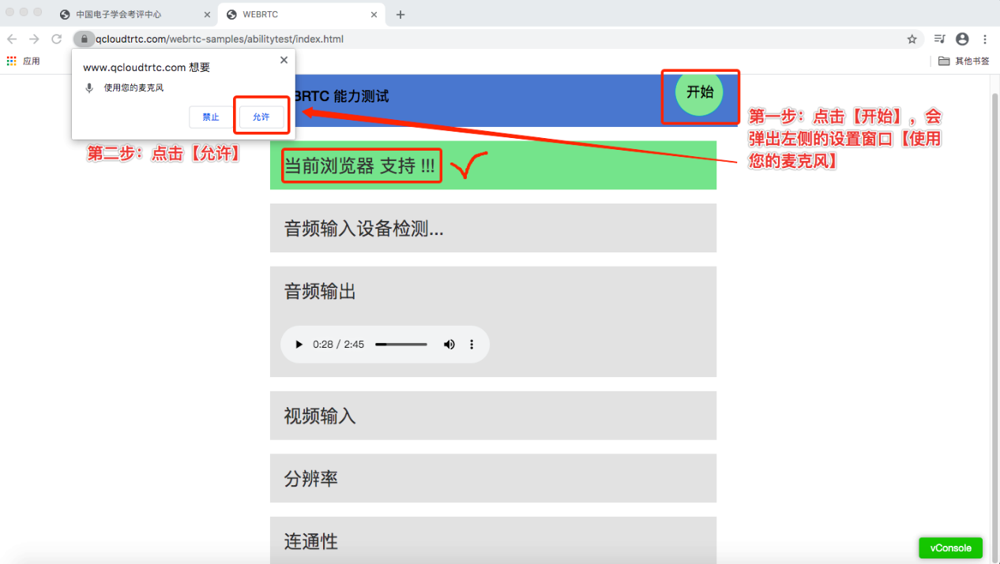 中国电子学会考评中心
WEBRTC
qcloudtrtc.com/webrtc-samples/abilitytest/index.html
应用
其他书签
www.qcloudtrtc.com 想要
使用您的麦克风
禁止
允许
BRTC 能力测试
开始
第一步：点击【开始】，会
弹出左侧的设置窗口【使用
您的麦克风】
第二步：点击【允许】
当前浏览器 支持 !!!
音频输入设备检测...
音频输出
0:28 / 2:45
视频输入
分辨率
连通性
vConsole